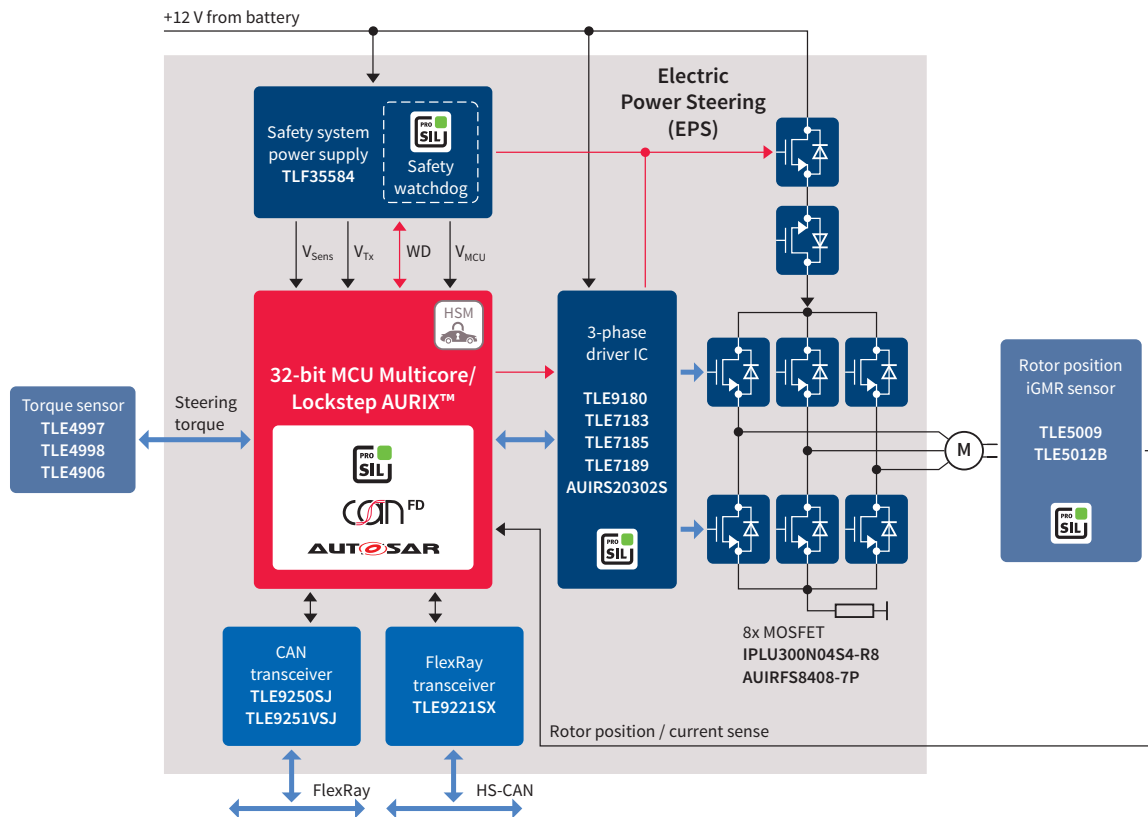 +12 V from battery
Electric
Power Steering
(EPS)
Safety system
power supply
TLF35584
PRO
SIL
Safety
watchdog
VSens
VTx
WD
VMCU
HSM
32-bit MCU Multicore/
Lockstep AURIX™
PRO
SIL
CAN FD
AUTOSAR
Torque sensor
TLE4997
TLE4998
TLE4906
Steering
torque
3-phase
driver IC
TLE9180
TLE7183
TLE7185
TLE7189
AUIRS20302S
PRO
SIL
M
Rotor position
iGMR sensor
TLE5009
TLE5012B
PRO
SIL
8x MOSFET
IPLU300N04S4-R8
AUIRFS8408-7P
CAN
transceiver
TLE9250SJ
TLE9251VSJ
FlexRay
transceiver
TLE9221SX
Rotor position / current sense
FlexRay
HS-CAN